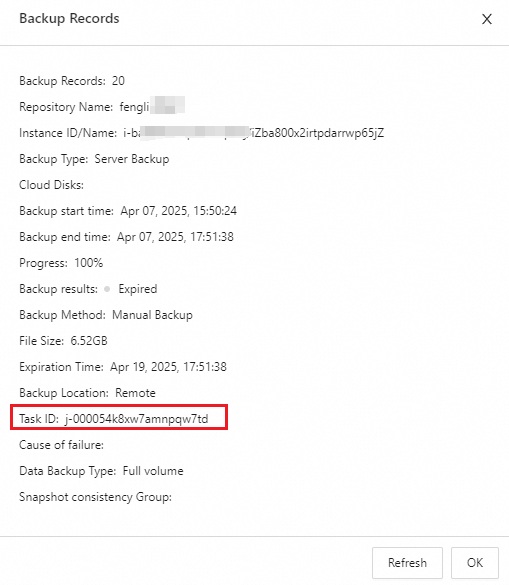 Backup Records
Backup Records: 20
Repository Name: fengli
Instance ID/Name: i-ba iZba800x2irtpdarrwp65jZ
Backup Type: Server Backup
Cloud Disks:
Backup start time: Apr 07, 2025, 15:50:24
Backup end time: Apr 07, 2025, 17:51:38
Progress: 100%
Backup results: Expired
Backup Method: Manual Backup
File Size: 6.52GB
Expiration Time: Apr 19, 2025, 17:51:38
Backup Location: Remote
Task ID: j-000054k8xw7amnpqw7td
Cause of failure:
Data Backup Type: Full volume
Snapshot consistency Group:
Refresh OK